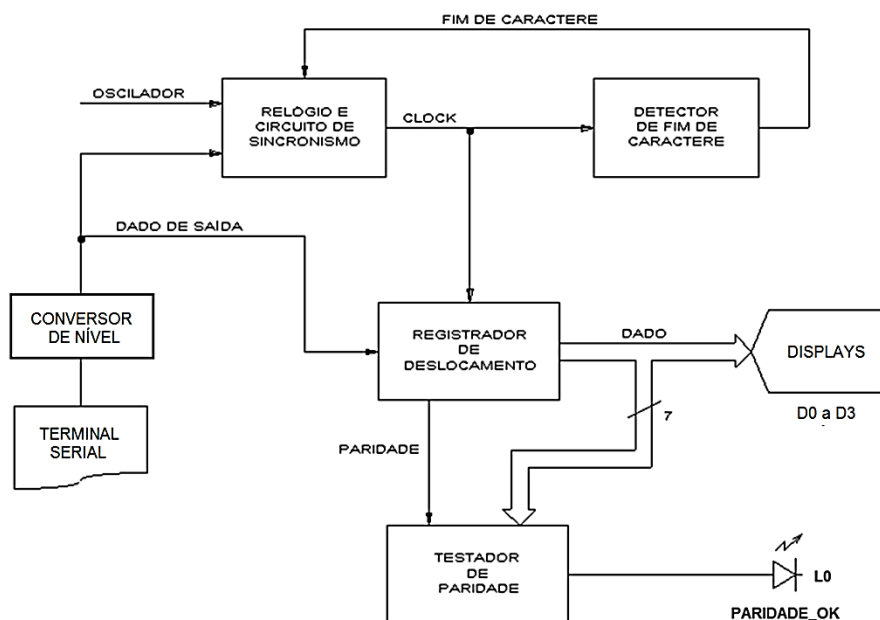 FIM DE CARACTERE
OSCILADOR
RELÓGIO E
CIRCUITO DE
SINCRONISMO
CLOCK
DETECTOR
DE FIM DE
CARACTERE
DADO DE SAÍDA
CONVERSOR
DE NÍVEL
REGISTRADOR
DE
DESLOCAMENTO
DADO
DISPLAYS
D0 a D3
7
TERMINAL
SERIAL
PARIDADE
TESTADOR
DE
PARIDADE
L0
PARIDADE_OK